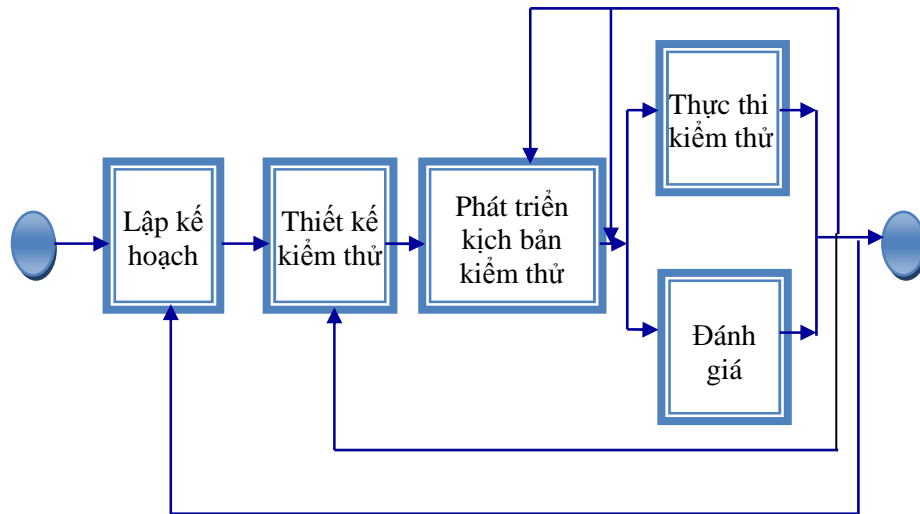 Lập kế
hoạch
Thiết kế
kiểm thử
Phát triển
kịch bản
kiểm thử
Thực thi
kiểm thử
Đánh
giá